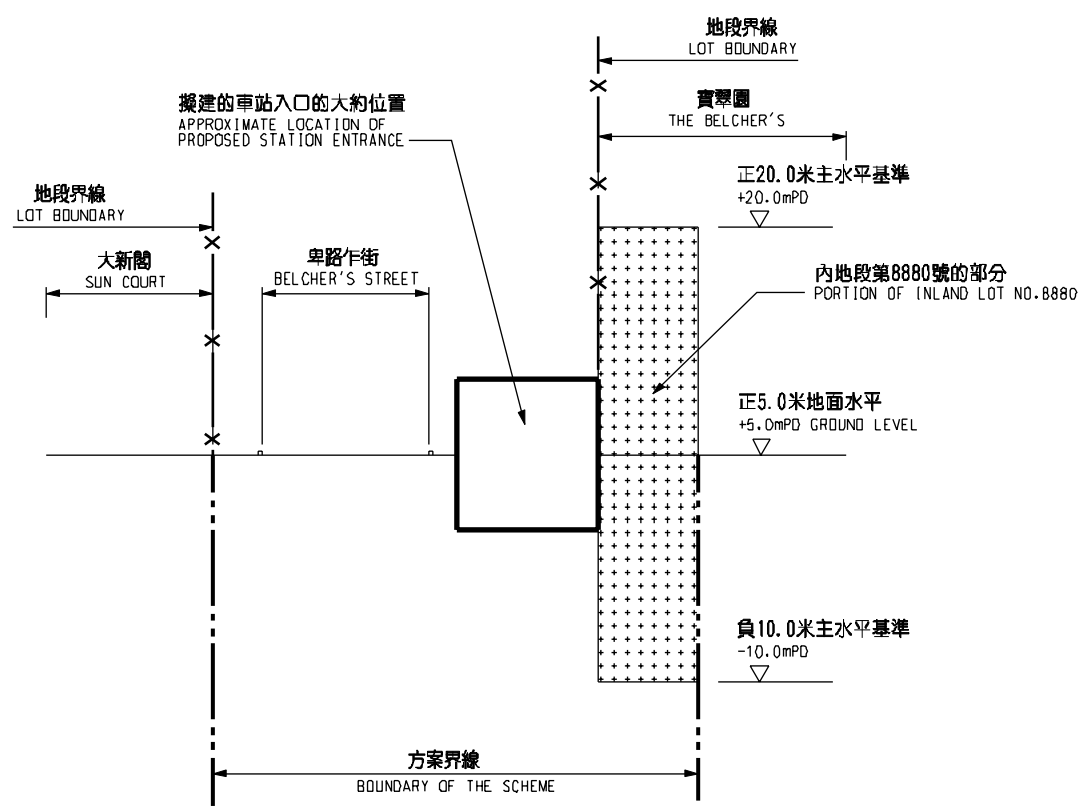 地段界線
LOT BOUNDARY
寶翠園
THE BELCHER'S
擬建的車站入口的大約位置
APPROXIMATE LOCATION OF
PROPOSED STATION ENTRANCE
正20.0米主水平基準
+20.0mPD
地段界線
LOT BOUNDARY
大新閣
SUN COURT
卑路乍街
BELCHER'S STREET
內地段第8880號的部分
PORTION OF INLAND LOT NO.8880
正5.0米地面水平
+5.0mPD GROUND LEVEL
負10.0米主水平基準
-10.0mPD
方案界線
BOUNDARY OF THE SCHEME